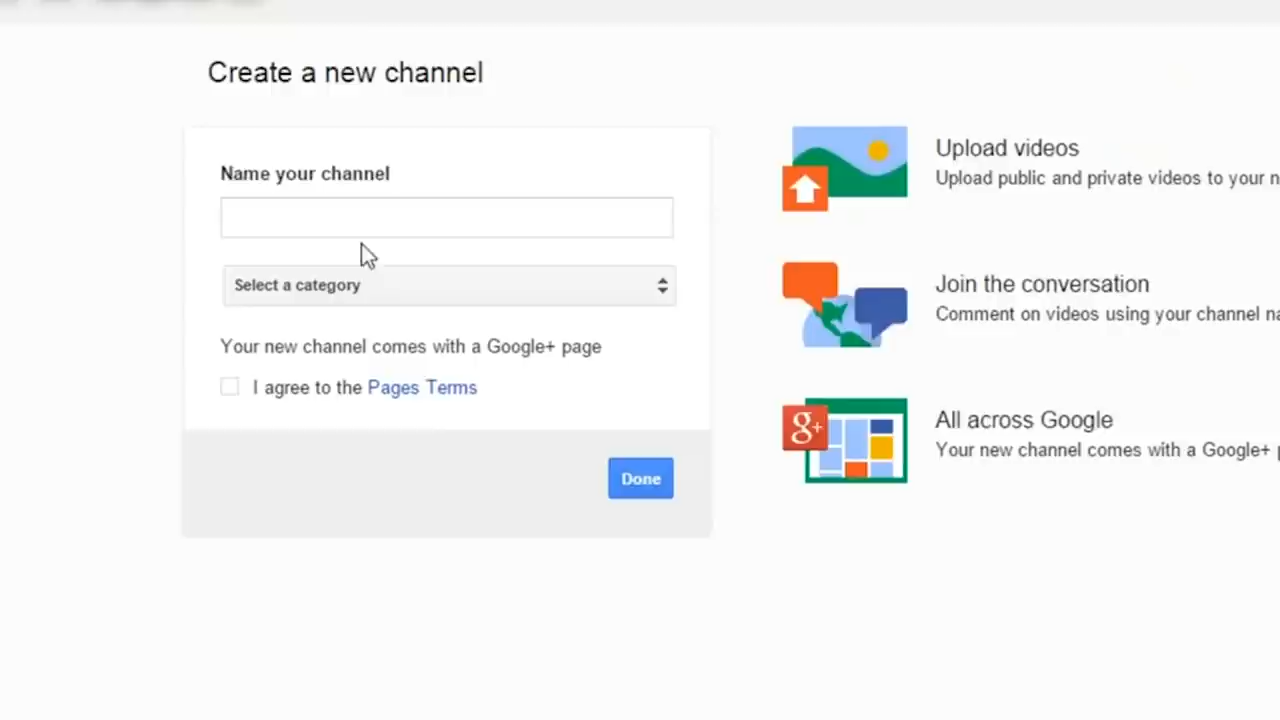 Create a new channel
Name your channel
Select a category
Your new channel comes with a Google+ page
I agree to the Pages Terms
Done
Upload videos
Upload public and private videos to your n
Join the conversation
Comment on videos using your channel na
g+
All across Google
Your new channel comes with a Google+ p